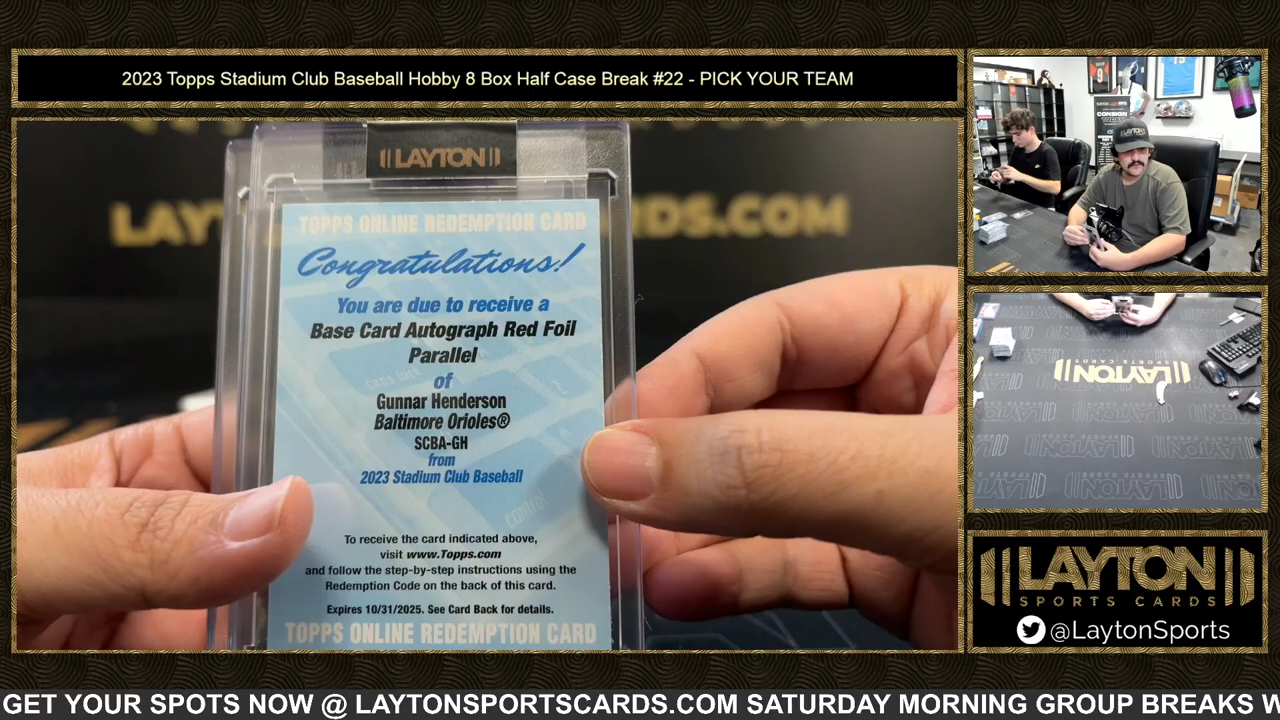 2023 Topps Stadium Club Baseball Hobby 8 Box Half Case Break #22 - PICK YOUR TEAM
LAYTON
TOPPS ONLINE REDEMPTION CARD
Congratulations!
You are due to receive a
Base Card Autograph Red Foil
Parallel
of
Gunnar Henderson
Baltimore Orioles®
SCBA-GH
from
2023 Stadium Club Baseball
To receive the card indicated above,
visit www.Topps.com
and follow the step-by-step instructions using the
Redemption Code on the back of this card.
Expires 10/31/2025. See Card Back for details.
TOPPS ONLINE REDEMPTION CARD
CONSIGN
TODAY
LAYTON
SPORTS CARDS
LAYTON
SPORTS CARDS
@LaytonSports
GET YOUR SPOTS NOW @ LAYTONSPORTSCARDS.COM SATURDAY MORNING GROUP BREAKS W